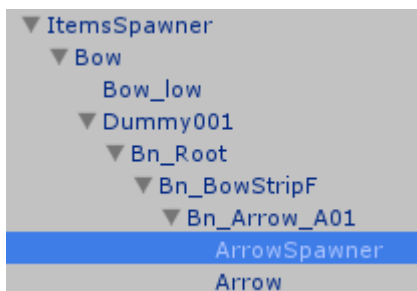 ItemsSpawner
Bow
Bow_low
Dummy001
Bn_Root
Bn_BowStripF
Bn_Arrow_A01
ArrowSpawner
Arrow